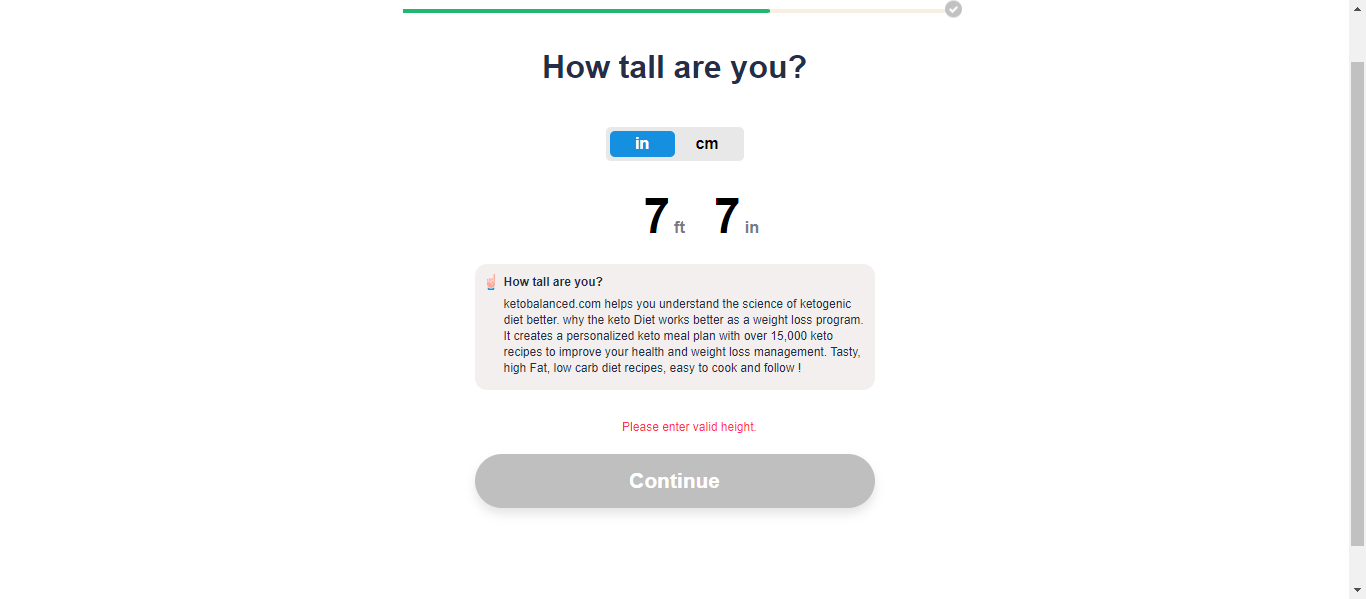 How tall are you?
in cm
7 ft 7 in
How tall are you?
ketobalanced.com helps you understand the science of ketogenic
diet better. why the keto Diet works better as a weight loss program.
It creates a personalized keto meal plan with over 15,000 keto
recipes to improve your health and weight loss management. Tasty,
high Fat, low carb diet recipes, easy to cook and follow !
Please enter valid height.
Continue